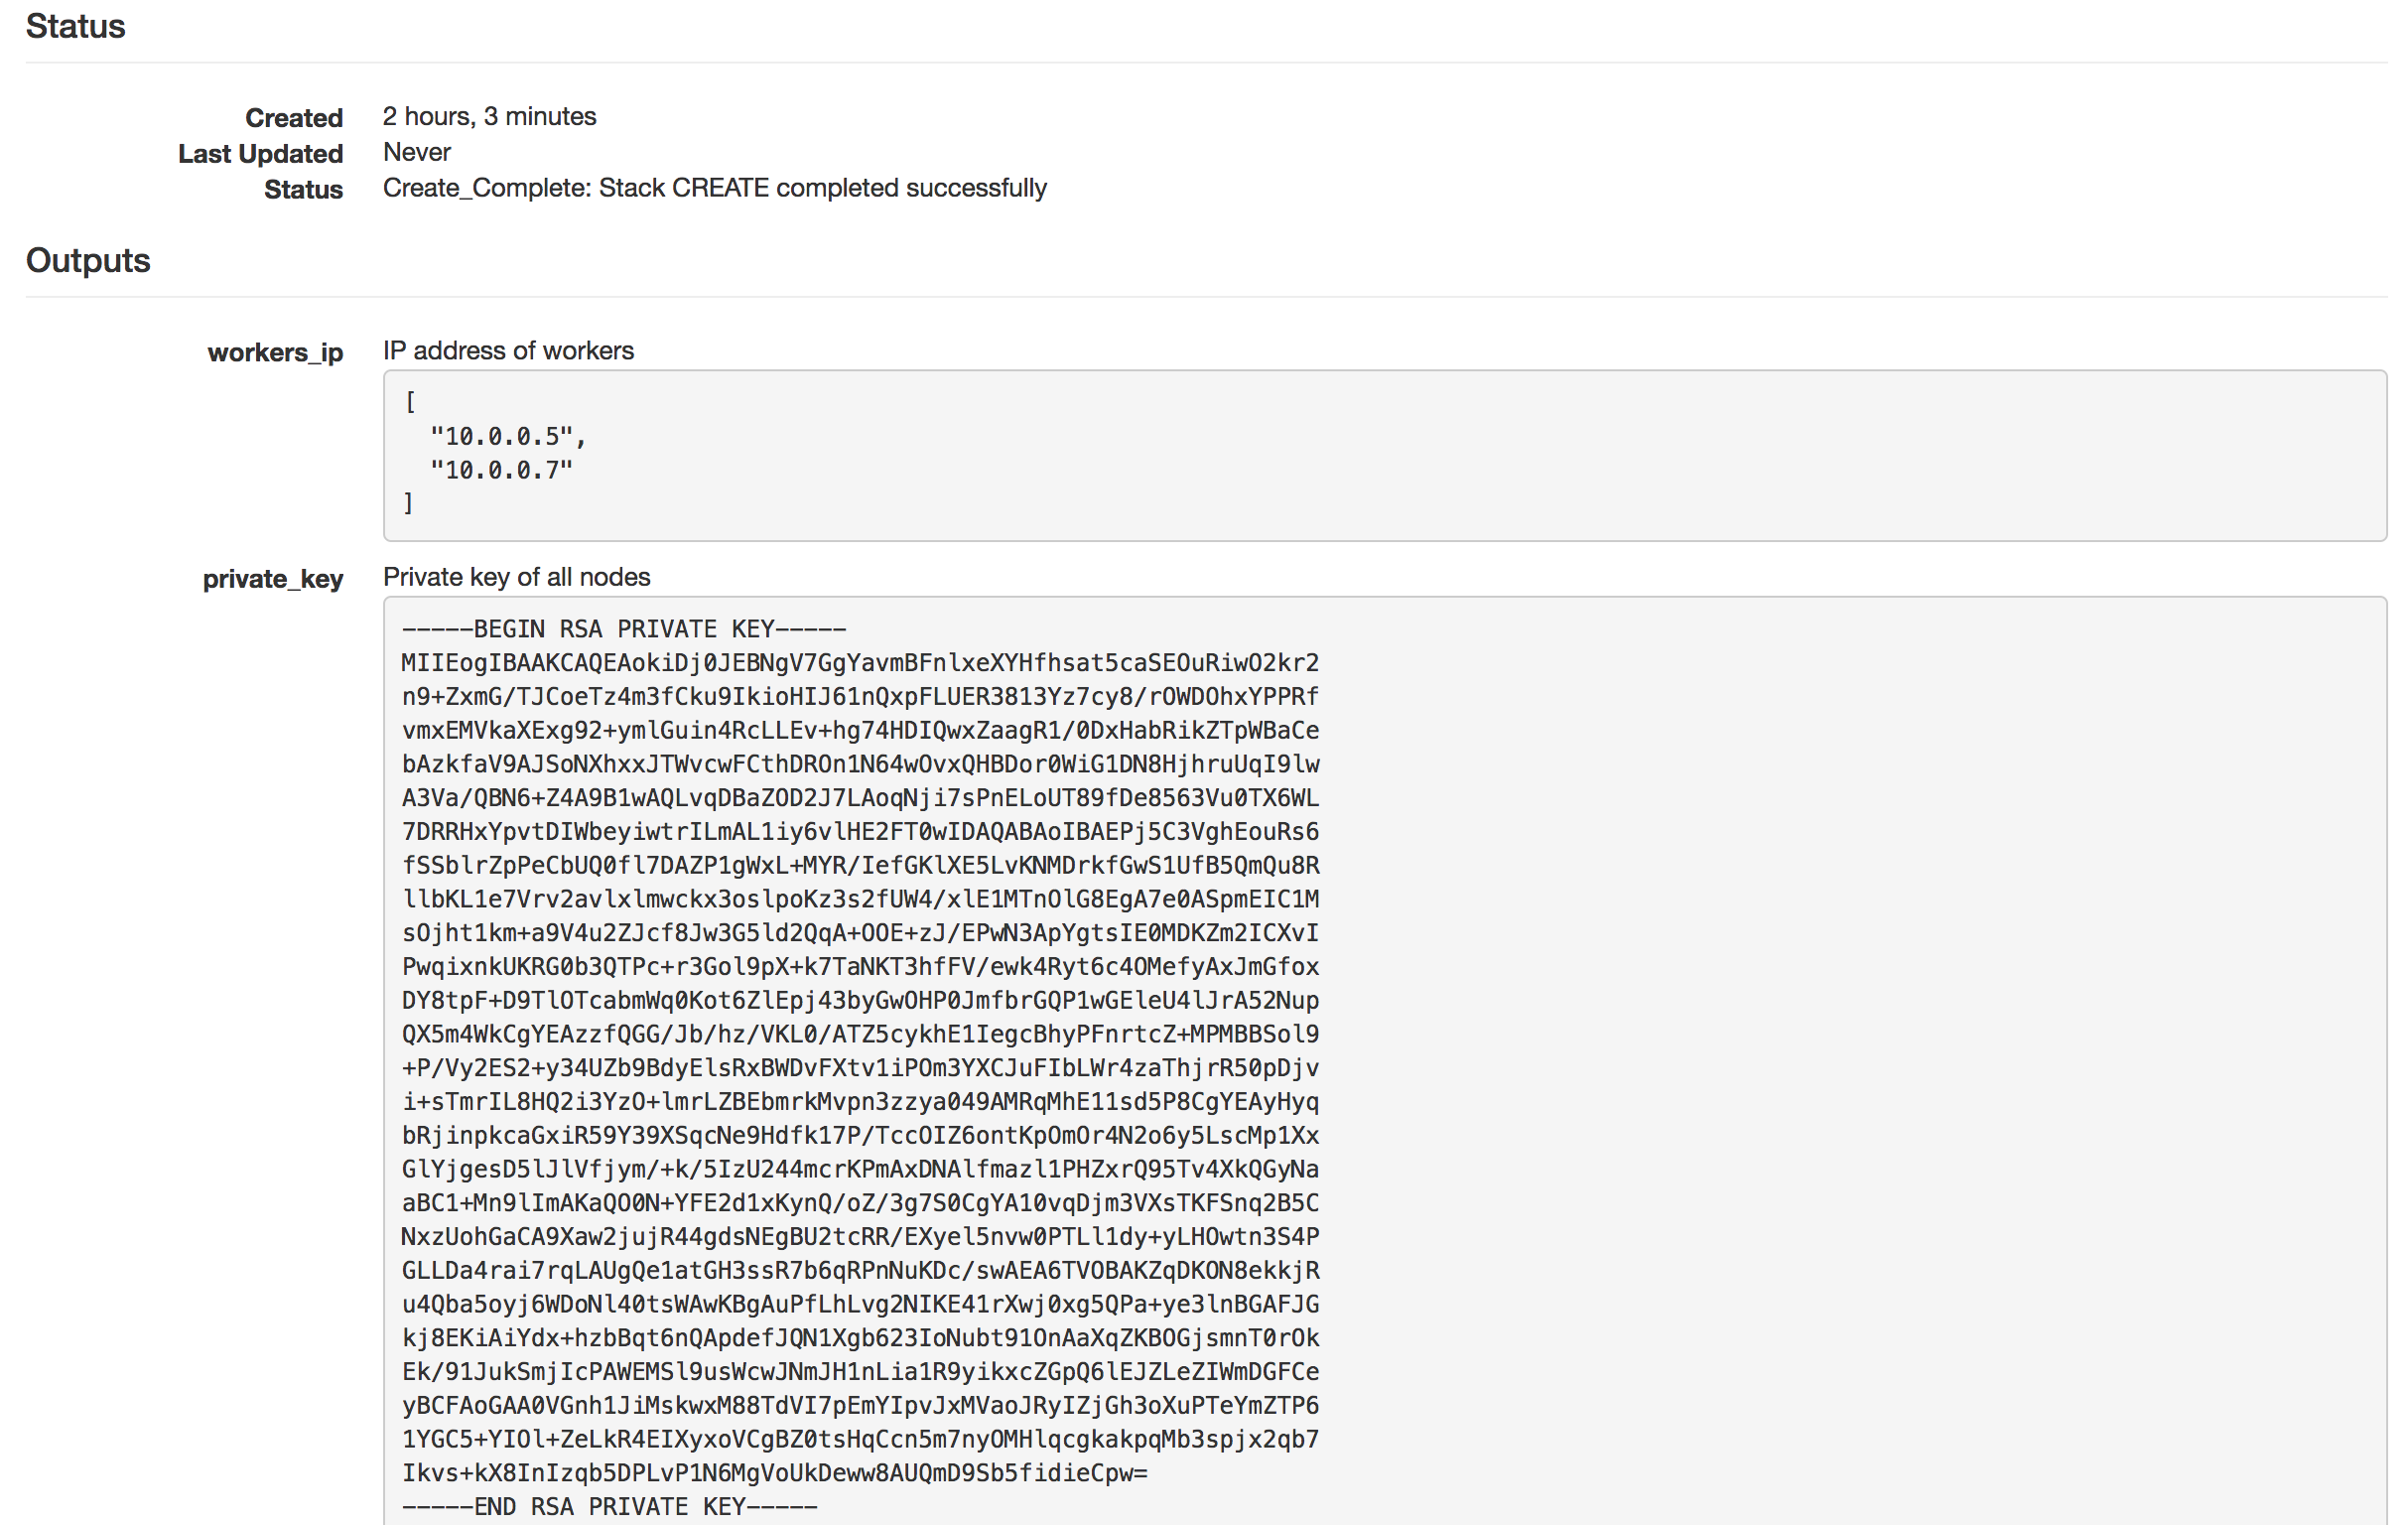 Status
Created 2 hours, 3 minutes
Last Updated Never
Status Create_Complete: Stack CREATE completed successfully
Outputs
workers_ip IP address of workers
[
"10.0.0.5",
"10.0.0.7"
]
private_key Private key of all nodes
-----BEGIN RSA PRIVATE KEY-----
MIIEogIBAAKCAQEAokiDj0JEBNgV7GgYavmBFnlxeXYHfhsat5caSEOuRiwO2kr2
n9+ZxmG/TJCoeTz4m3fCku9IkioHIJ61nQxpFLUER3813Yz7cy8/rOWDOhxYPPRf
vmxEMVkaXExg92+ymlGuin4RcLLEv+hg74HDIQwxZaagR1/0DxHabRikZTpWBaCe
bAzkfaV9AJSoNXhxxJTWvcwFCthDROn1N64wOvxQHBDor0WiG1DN8HjhruUqI9lw
A3Va/QBN6+Z4A9B1wAQLvqDBaZOD2J7LAoqNji7sPnELoUT89fDe8563Vu0TX6WL
7DRRHxYpvtDIWbeyiwtrILmAL1iy6vlHE2FT0wIDAQABAoIBAEPj5C3VghEouRs6
fSSblrZpPeCbUQ0fl7DAZP1gWxL+MYR/IefGKlXE5LvKNMDrkfGwS1UfB5QmQu8R
llbKL1e7Vrv2avlxlmwckx3oslpoKz3s2fUW4/xlE1MTnOlG8EgA7e0ASpmEIC1M
sOjht1km+a9V4u2ZJcf8Jw3G5ld2QqA+OOE+zJ/EPwN3ApYgtsIE0MDKZm2ICXvI
PwqixnkUKRG0b3QTPc+r3Gol9pX+k7TaNKT3hfFV/ewk4Ryt6c4OMefyAxJmGfox
DY8tpF+D9TlOTcabmWq0Kot6ZlEpj43byGwOHP0JmfbrGQP1wGEleU4lJrA52Nup
QX5m4WkCgYEAzzfQGG/Jb/hz/VKL0/ATZ5cykhE1IegcBhyPFnrtcZ+MPMBBSol9
+P/Vy2ES2+y34UZb9BdyElsRxBWDvFXtv1iPOm3YXCJuFIbLWr4zaThjrR50pDjv
i+sTmrIL8HQ2i3YzO+lmrLZBEbmrkMvpn3zzya049AMRqMhE11sd5P8CgYEAyHyq
bRjinpkcaGxiR59Y39XSqcNe9Hdfk17P/TccOIZ6ontKpOmOr4N2o6y5LscMp1Xx
GlYjgesD5lJlVfjym/+k/5IzU244mcrKPmAxDNAlfmazl1PHZxrQ95Tv4XkQGyNa
aBC1+Mn9lImAKaQO0N+YFE2d1xKynQ/oZ/3g7S0CgYA10vqDjm3VXsTKFSnq2B5C
NxzUohGaCA9Xaw2jujR44gdsNEgBU2tcRR/EXyel5nvw0PTLl1dy+yLHOwtn3S4P
GLLDa4rai7rqLAUgQe1atGH3ssR7b6qRPnNuKDc/swAEA6TVOBAKZqDKON8ekkjR
u4Qba5oyj6WDoNl40tsWAwKBgAuPfLhLvg2NIKE41rXwj0xg5QPa+ye3lnBGAFJG
kj8EKiAiYdx+hzbBqt6nQApdefJQN1Xgb623IoNubt91OnAaXqZKBOGjsmnT0rOk
Ek/91JukSmjIcPAWEMSl9usWcwJNmJH1nLia1R9yikxcZGpQ6lEJZLeZIWmDGFCe
yBCFAoGAA0VGnh1JiMskwxM88TdVI7pEmYIpvJxMVaoJRyIZjGh3oXuPTeYmZTP6
1YGC5+YIOl+ZeLkR4EIXyxoVCgBZ0tsHqCcn5m7nyOMHlqcgkakpqMb3spjx2qb7
Ikvs+kX8InIzqb5DPLvP1N6MgVoUkDeww8AUQmD9Sb5fidieCpw=
-----END RSA PRIVATE KEY-----